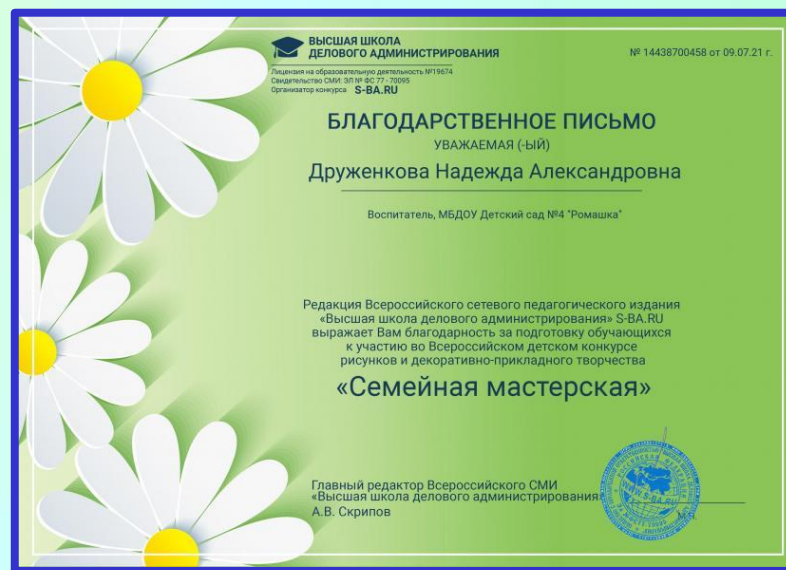 ВЫСШАЯ ШКОЛА
ДЕЛОВОГО АДМИНИСТРИРОВАНИЯ
№ 14438700458 от 09.07.21 г.
Лицензия на образовательную деятельность №19674
Свидетельство СМИ: ЭЛ № ФС 77 - 70095
Организатор конкурса S-BA.RU
БЛАГОДАРСТВЕННОЕ ПИСЬМО
УВАЖАЕМАЯ (-ЫЙ)
Друженкова Надежда Александровна
Воспитатель, МБДОУ Детский сад №4 "Ромашка"
Редакция Всероссийского сетевого педагогического издания
«Высшая школа делового администрирования» S-BA.RU
выражает Вам благодарность за подготовку обучающихся
к участию во Всероссийском детском конкурсе
рисунков и декоративно-прикладного творчества
«Семейная мастерская»
Главный редактор Всероссийского СМИ
«Высшая школа делового администрирования
А.В. Скрипов
WWW.S-BA.RU